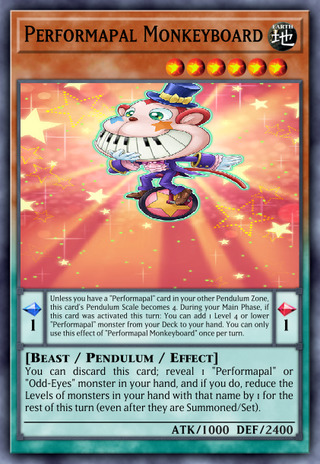 PERFORMAPAL MONKEYBOARD
EARTH
地
Unless you have a "Performapal" card in your other Pendulum Zone,
this card's Pendulum Scale becomes 4. During your Main Phase, if
this card was activated this turn: You can add 1 Level 4 or lower
"Performapal" monster from your Deck to your hand. You can only
use this effect of "Performapal Monkeyboard" once per turn.
1
1
[BEAST / PENDULUM / EFFECT]
You can discard this card; reveal 1 "Performapal" or
"Odd-Eyes" monster in your hand, and if you do, reduce the
Levels of monsters in your hand with that name by 1 for the
rest of this turn (even after they are Summoned/Set).
ATK/1000 DEF/2400